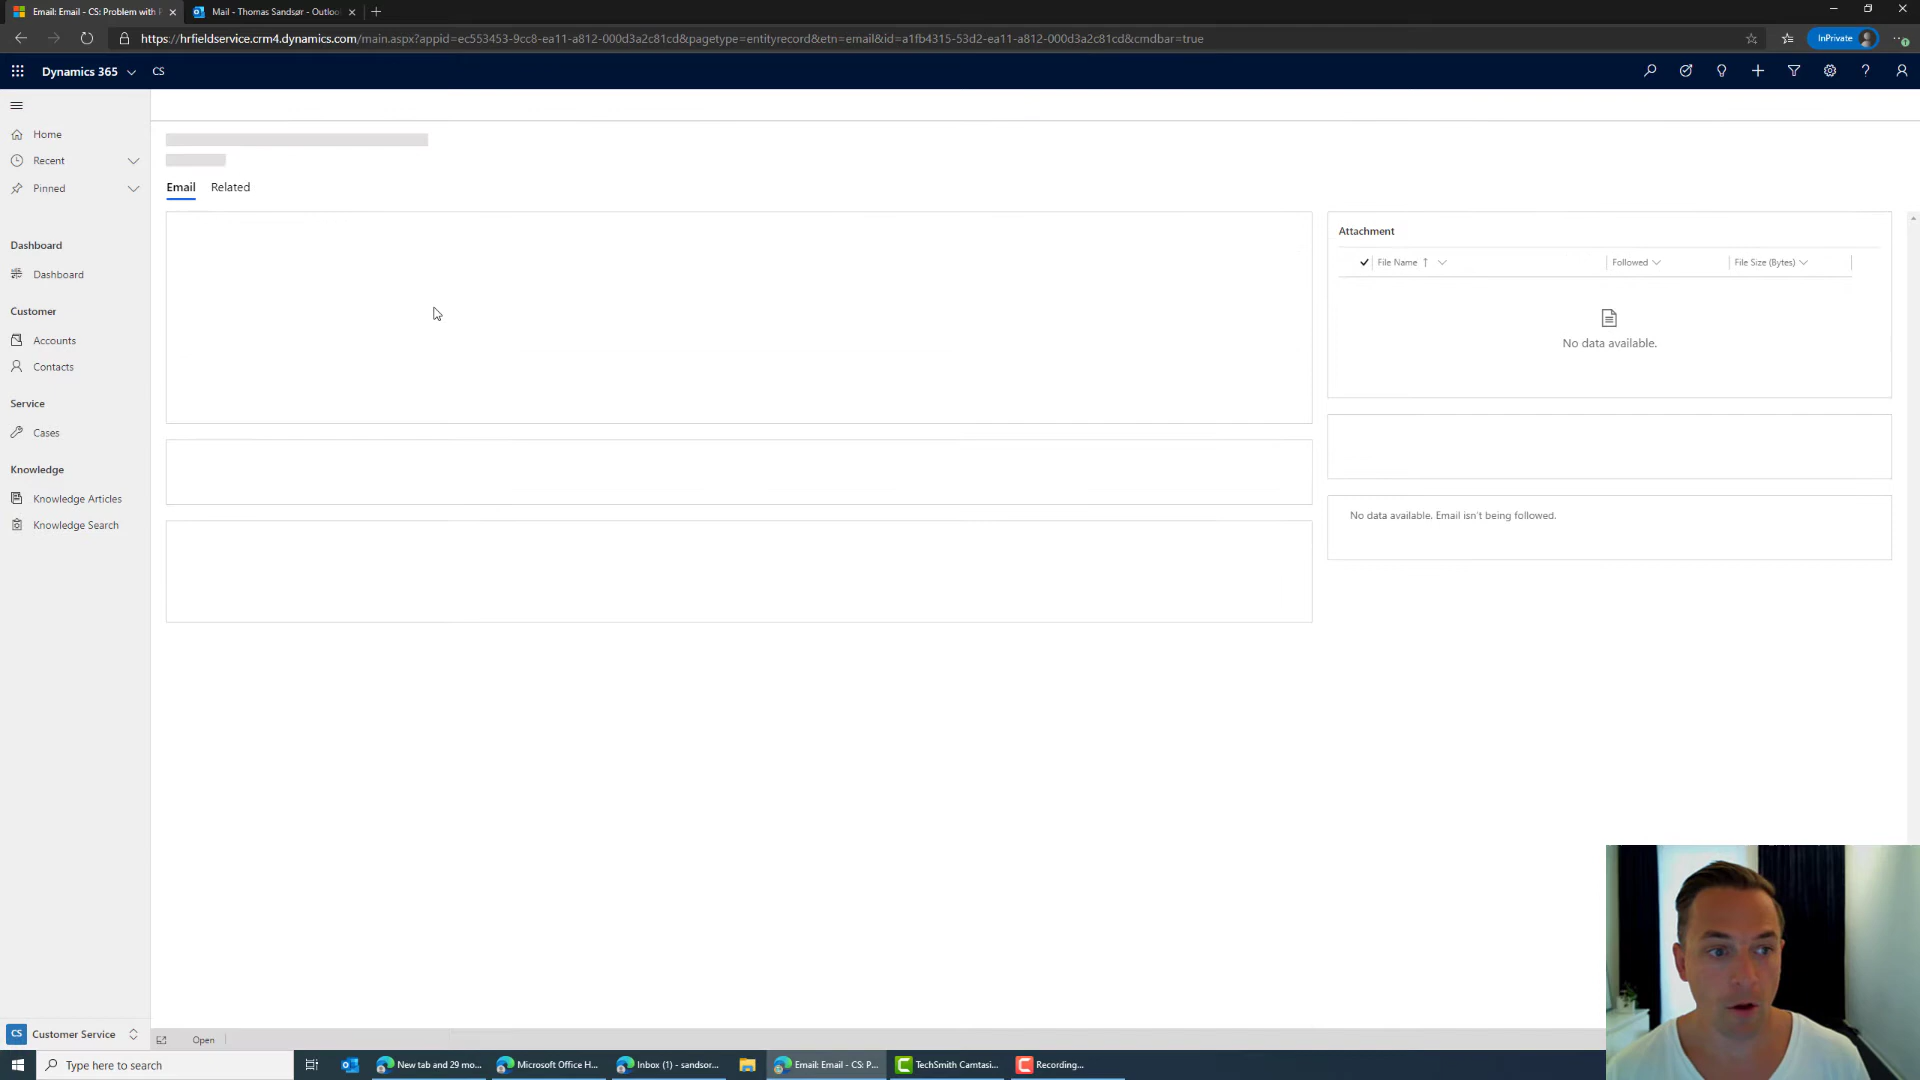 Email: Email - CS: Problem with
Mail - Thomas Sandsør - Outloo
https://hrfieldservice.crm4.dynamics.com/main.aspx?appid=ec553453-9cc8-ea11-a812-000d3a2c81cd&pagetype=entityrecord&etn=email&id=a1fb4315-53d2-ea11-a812-000d3a2c81cd&cmdbar=true
InPrivate
Dynamics 365
CS
Home
Recent
Pinned
Dashboard
Dashboard
Customer
Accounts
Contacts
Service
Cases
Knowledge
Knowledge Articles
Knowledge Search
Email Related
Attachment
File Name Followed File Size (Bytes)
No data available.
No data available. Email isn't being followed.
CS Customer Service
Open
Type here to search
New tab and 29 mo...
Microsoft Office H...
Inbox (1) - sandsor...
Email: Email - CS: P...
TechSmith Camtasi...
Recording...